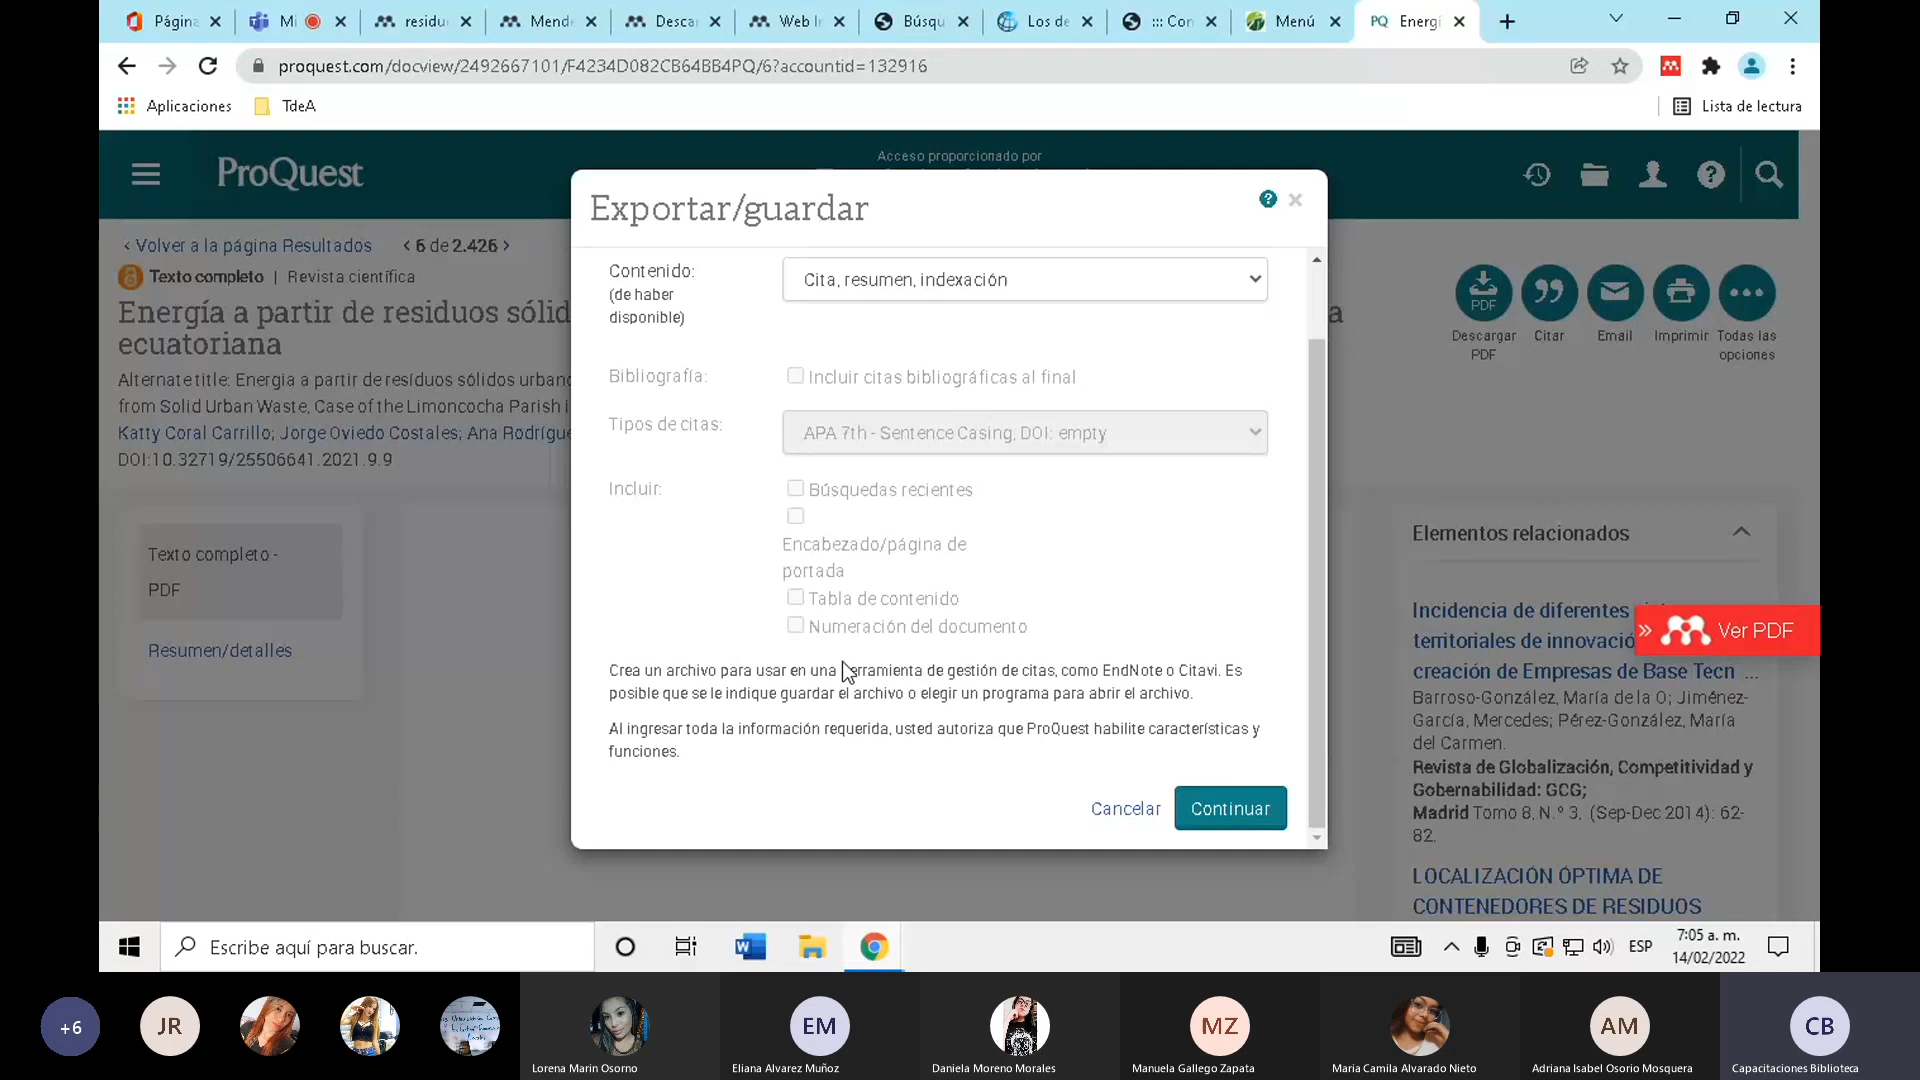 Página
Mi
residu
Mende
Descar
Web Im
Búsqu
Los de
::: Con
Menú
PQ Energí
proquest.com/docview/2492667101/F4234D082CB64BB4PQ/6?accountid=132916
Aplicaciones
TdeA
Lista de lectura
ProQuest
Acceso proporcionado por
‹ Volver a la página Resultados
‹ 6 de 2.426 ›
Texto completo | Revista científica
Energía a partir de residuos sólid
a
ecuatoriana
Alternate title: Energia a partir de resíduos sólidos urbano
from Solid Urban Waste, Case of the Limoncocha Parish i
Katty Coral Carrillo; Jorge Oviedo Costales; Ana Rodrígue
DOI:10.32719/25506641.2021.9.9
PDF
Descargar
PDF
Citar
Email
Imprimir
Todas las
opciones
Texto completo -
PDF
Resumen/detalles
Exportar/guardar
Contenido:
(de haber
disponible)
Cita, resumen, indexación
Bibliografía:
Incluir citas bibliográficas al final
Tipos de citas:
APA 7th - Sentence Casing, DOI: empty
Incluir:
Búsquedas recientes
Encabezado/página de
portada
Tabla de contenido
Numeración del documento
Crea un archivo para usar en una herramienta de gestión de citas, como EndNote o Citavi. Es
posible que se le indique guardar el archivo o elegir un programa para abrir el archivo.
Al ingresar toda la información requerida, usted autoriza que ProQuest habilite características y
funciones.
Cancelar
Continuar
Elementos relacionados
Incidencia de diferentes
territoriales de innovació
creación de Empresas de Base Tecn ...
Barroso-González, María de la O; Jiménez-
García, Mercedes; Pérez-González, María
del Carmen.
Revista de Globalización, Competitividad y
Gobernabilidad: GCG;
Madrid Tomo 8, N.º 3, (Sep-Dec 2014): 62-
82.
LOCALIZACIÓN ÓPTIMA DE
CONTENEDORES DE RESIDUOS
» Ver PDF
Escribe aquí para buscar.
ESP
7:05 a. m.
14/02/2022
+6
JR
Lorena Marin Osorno
EM
Eliana Alvarez Muñoz
Daniela Moreno Morales
MZ
Manuela Gallego Zapata
Maria Camila Alvarado Nieto
AM
Adriana Isabel Osorio Mosquera
CB
Capacitaciones Biblioteca